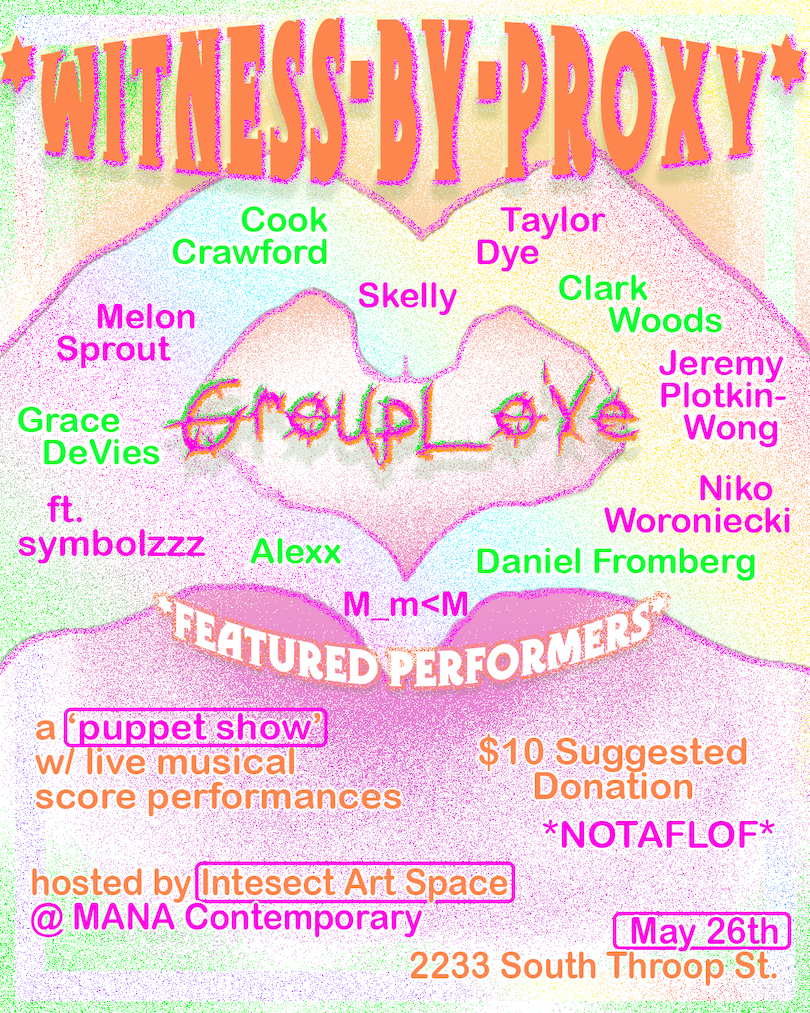 *WITNESS-BY-PROXY*
Cook
Crawford
Taylor
Dye
Skelly
Clark
Woods
Melon
Sprout
Jeremy
Plotkin-
Wong
GroupLoVe
Grace
DeVies
Niko
Woroniecki
ft.
symbolzzz
Alexx
Daniel Fromberg
M_m<M
*FEATURED PERFORMERS*
a ‘puppet show’
w/ live musical
score performances
$10 Suggested
Donation
*NOTAFLOF*
hosted by Intesect Art Space
@ MANA Contemporary
May 26th
2233 South Throop St.